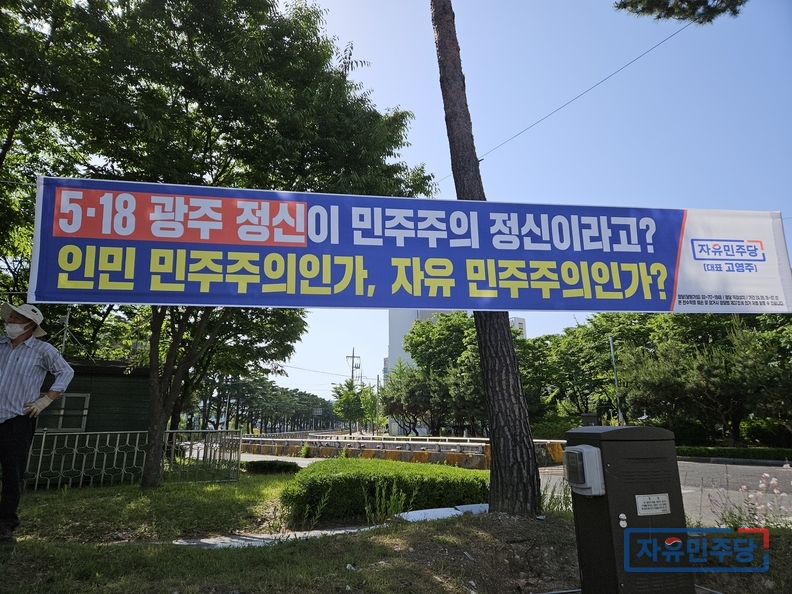 5·18 광주 정신이 민주주의 정신이라고?
인민 민주주의인가, 자유 민주주의인가?
자유민주당
(대표 고영주)
자유민주당